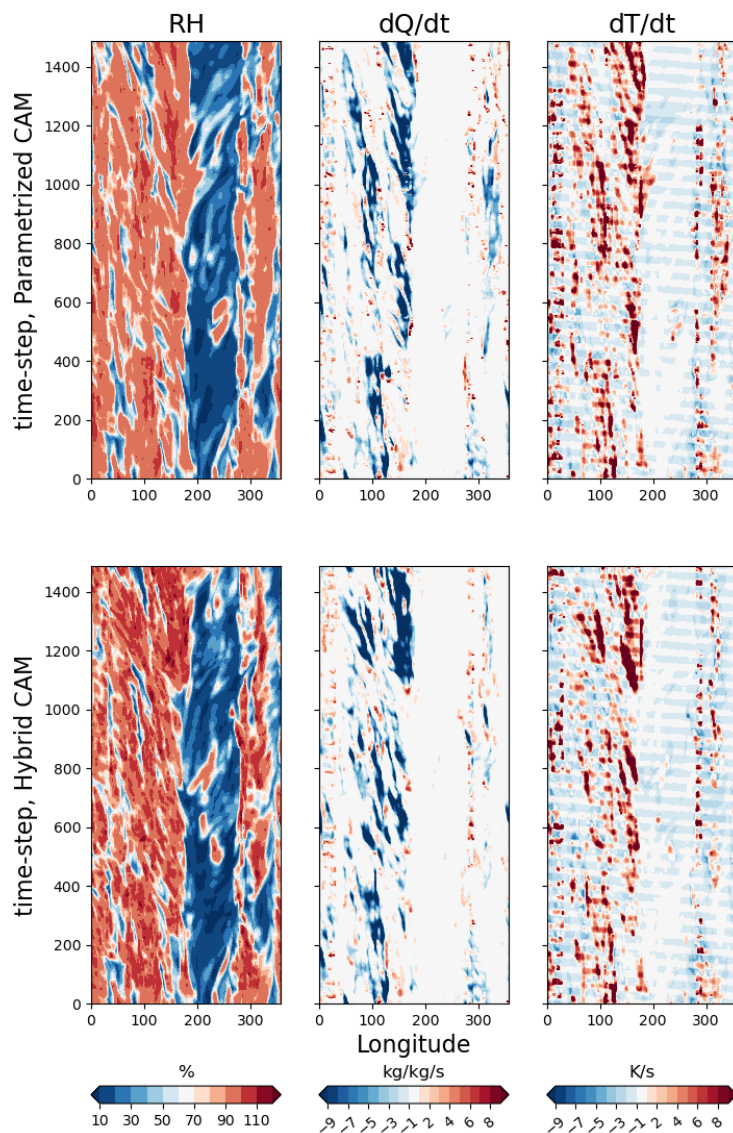 RH dQ/dt dT/dt
time-step, Parametrized CAM
1400
1200
1000
800
600
400
200
0
0 100 200 300 0 100 200 300 0 100 200 300
time-step, Hybrid CAM
1400
1200
1000
800
600
400
200
0
0 100 200 300 0 100 200 300 0 100 200 300
Longitude
% kg/kg/s K/s
10 30 50 70 90 110 −9 −7 −5 −3 −1 2 4 6 8 −9 −7 −5 −3 −1 2 4 6 8